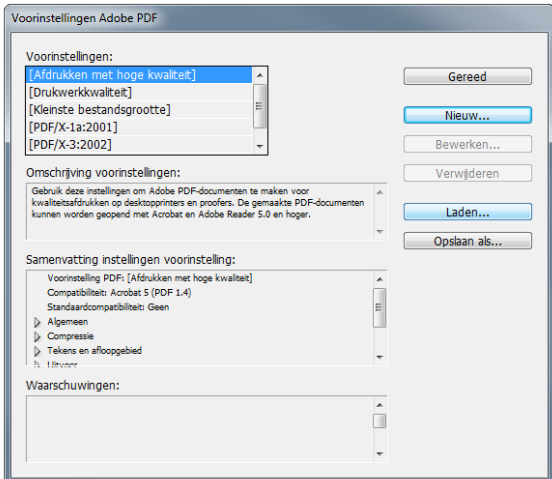 Voorinstellingen Adobe PDF
Voorinstellingen:
[Afdrukken met hoge kwaliteit]
[Drukwerkkwaliteit]
[Kleinste bestandsgrootte]
[PDF/X-1a:2001]
[PDF/X-3:2002]
Gereed
Nieuw...
Bewerken...
Verwijderen
Laden...
Opslaan als...
Omschrijving voorinstellingen:
Gebruik deze instellingen om Adobe PDF-documenten te maken voor
kwaliteitsafdrukken op desktopprinters en proofers. De gemaakte PDF-documenten
kunnen worden geopend met Acrobat en Adobe Reader 5.0 en hoger.
Samenvatting instellingen voorinstelling:
Voorinstelling PDF: [Afdrukken met hoge kwaliteit]
Compatibiliteit: Acrobat 5 (PDF 1.4)
Standaardcompatibiliteit: Geen
Algemeen
Compressie
Tekens en afloopgebied
Uitvoer
Waarschuwingen: